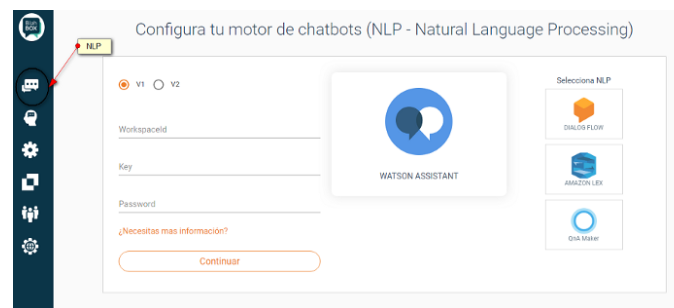 Configura tu motor de chatbots (NLP - Natural Language Processing)
NLP
V1 V2
WorkspaceId
Key
Password
¿Necesitas mas información?
Continuar
WATSON ASSISTANT
Selecciona NLP
DIALOG FLOW
AMAZON LEX
QnA Maker